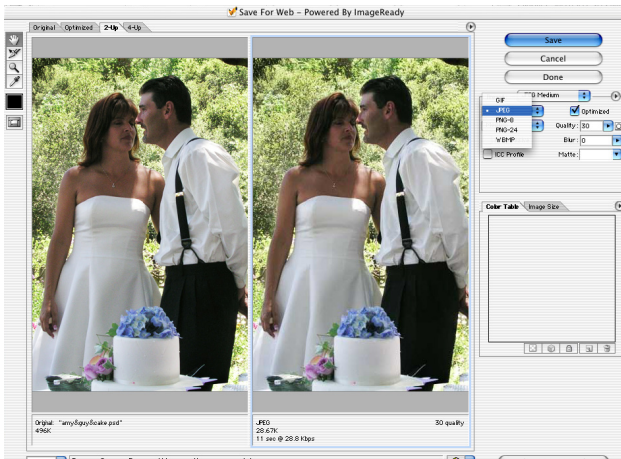 Save For Web - Powered By ImageReady
Original Optimized 2-Up 4-Up
Save
Cancel
Done
Medium
GIF
JPEG
PNG-8
PNG-24
WBMP
Optimized
Quality: 30
Blur: 0
ICC Profile
Matte:
Color Table Image Size
Original: "amy&guy&cake.psd"
496K
JPEG
28.67K
11 sec @ 28.8 Kbps
30 quality